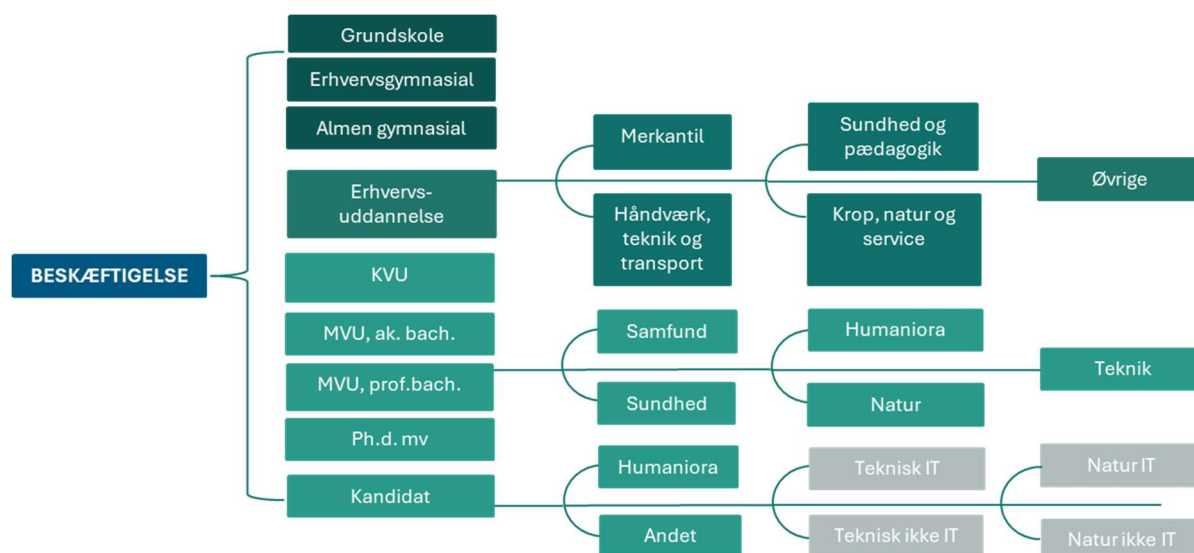 Grundskole
Erhvervsgymnasial
Almen gymnasial
Erhvervs-
uddannelse
Merkantil
Håndværk,
teknik og
transport
Sundhed og
pædagogik
Krop, natur og
service
Øvrige
BESKÆFTIGELSE
KVU
MVU, ak. bach.
MVU, prof.bach.
Samfund
Sundhed
Humaniora
Natur
Teknik
Ph.d. mv
Kandidat
Humaniora
Andet
Teknisk IT
Teknisk ikke IT
Natur IT
Natur ikke IT